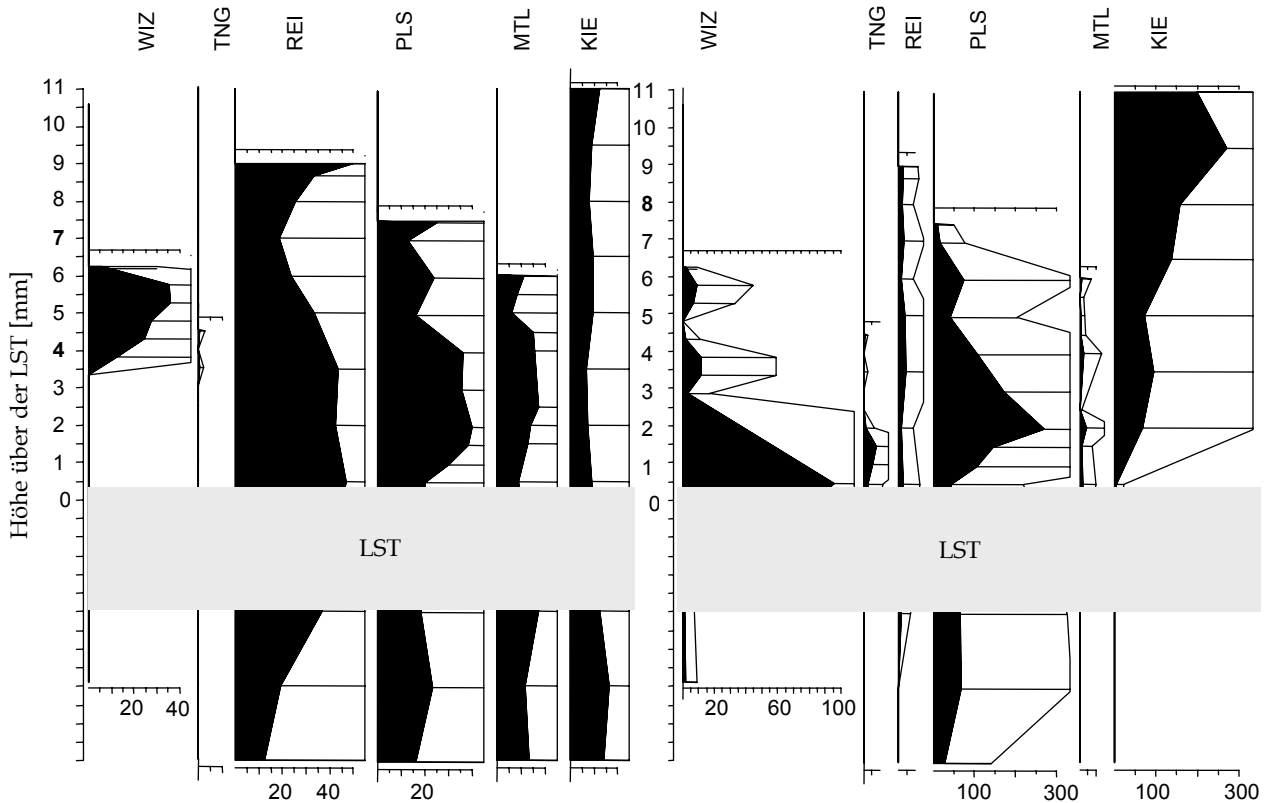 WIZ TNG REI PLS MTL KIE WIZ TNG REI PLS MTL KIE
11 11
10 10
9 9
8 8
7 7
6 6
5 5
4 4
3 3
2 2
1 1
0 0
Höhe über der LST [mm]
LST LST
20 40 20 60 100
20 40 20 100 300 100 300